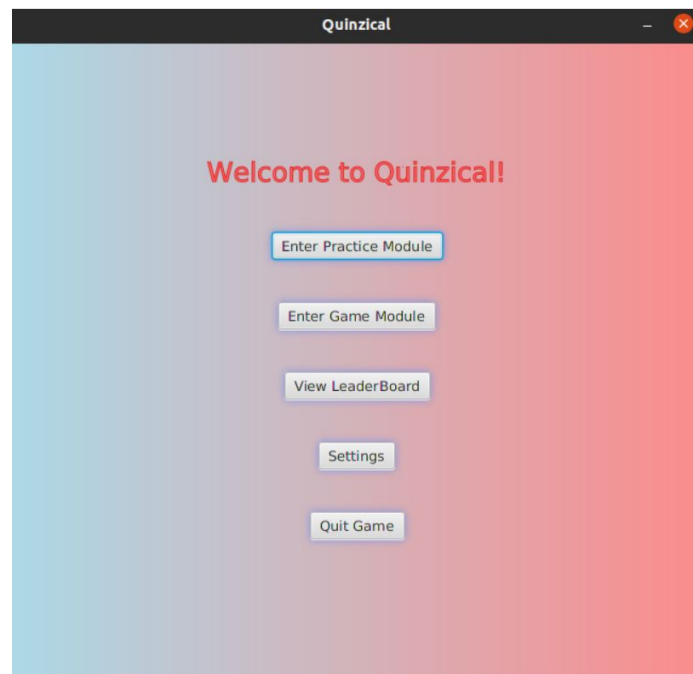 Quinzical
Welcome to Quinzical!
Enter Practice Module
Enter Game Module
View LeaderBoard
Settings
Quit Game